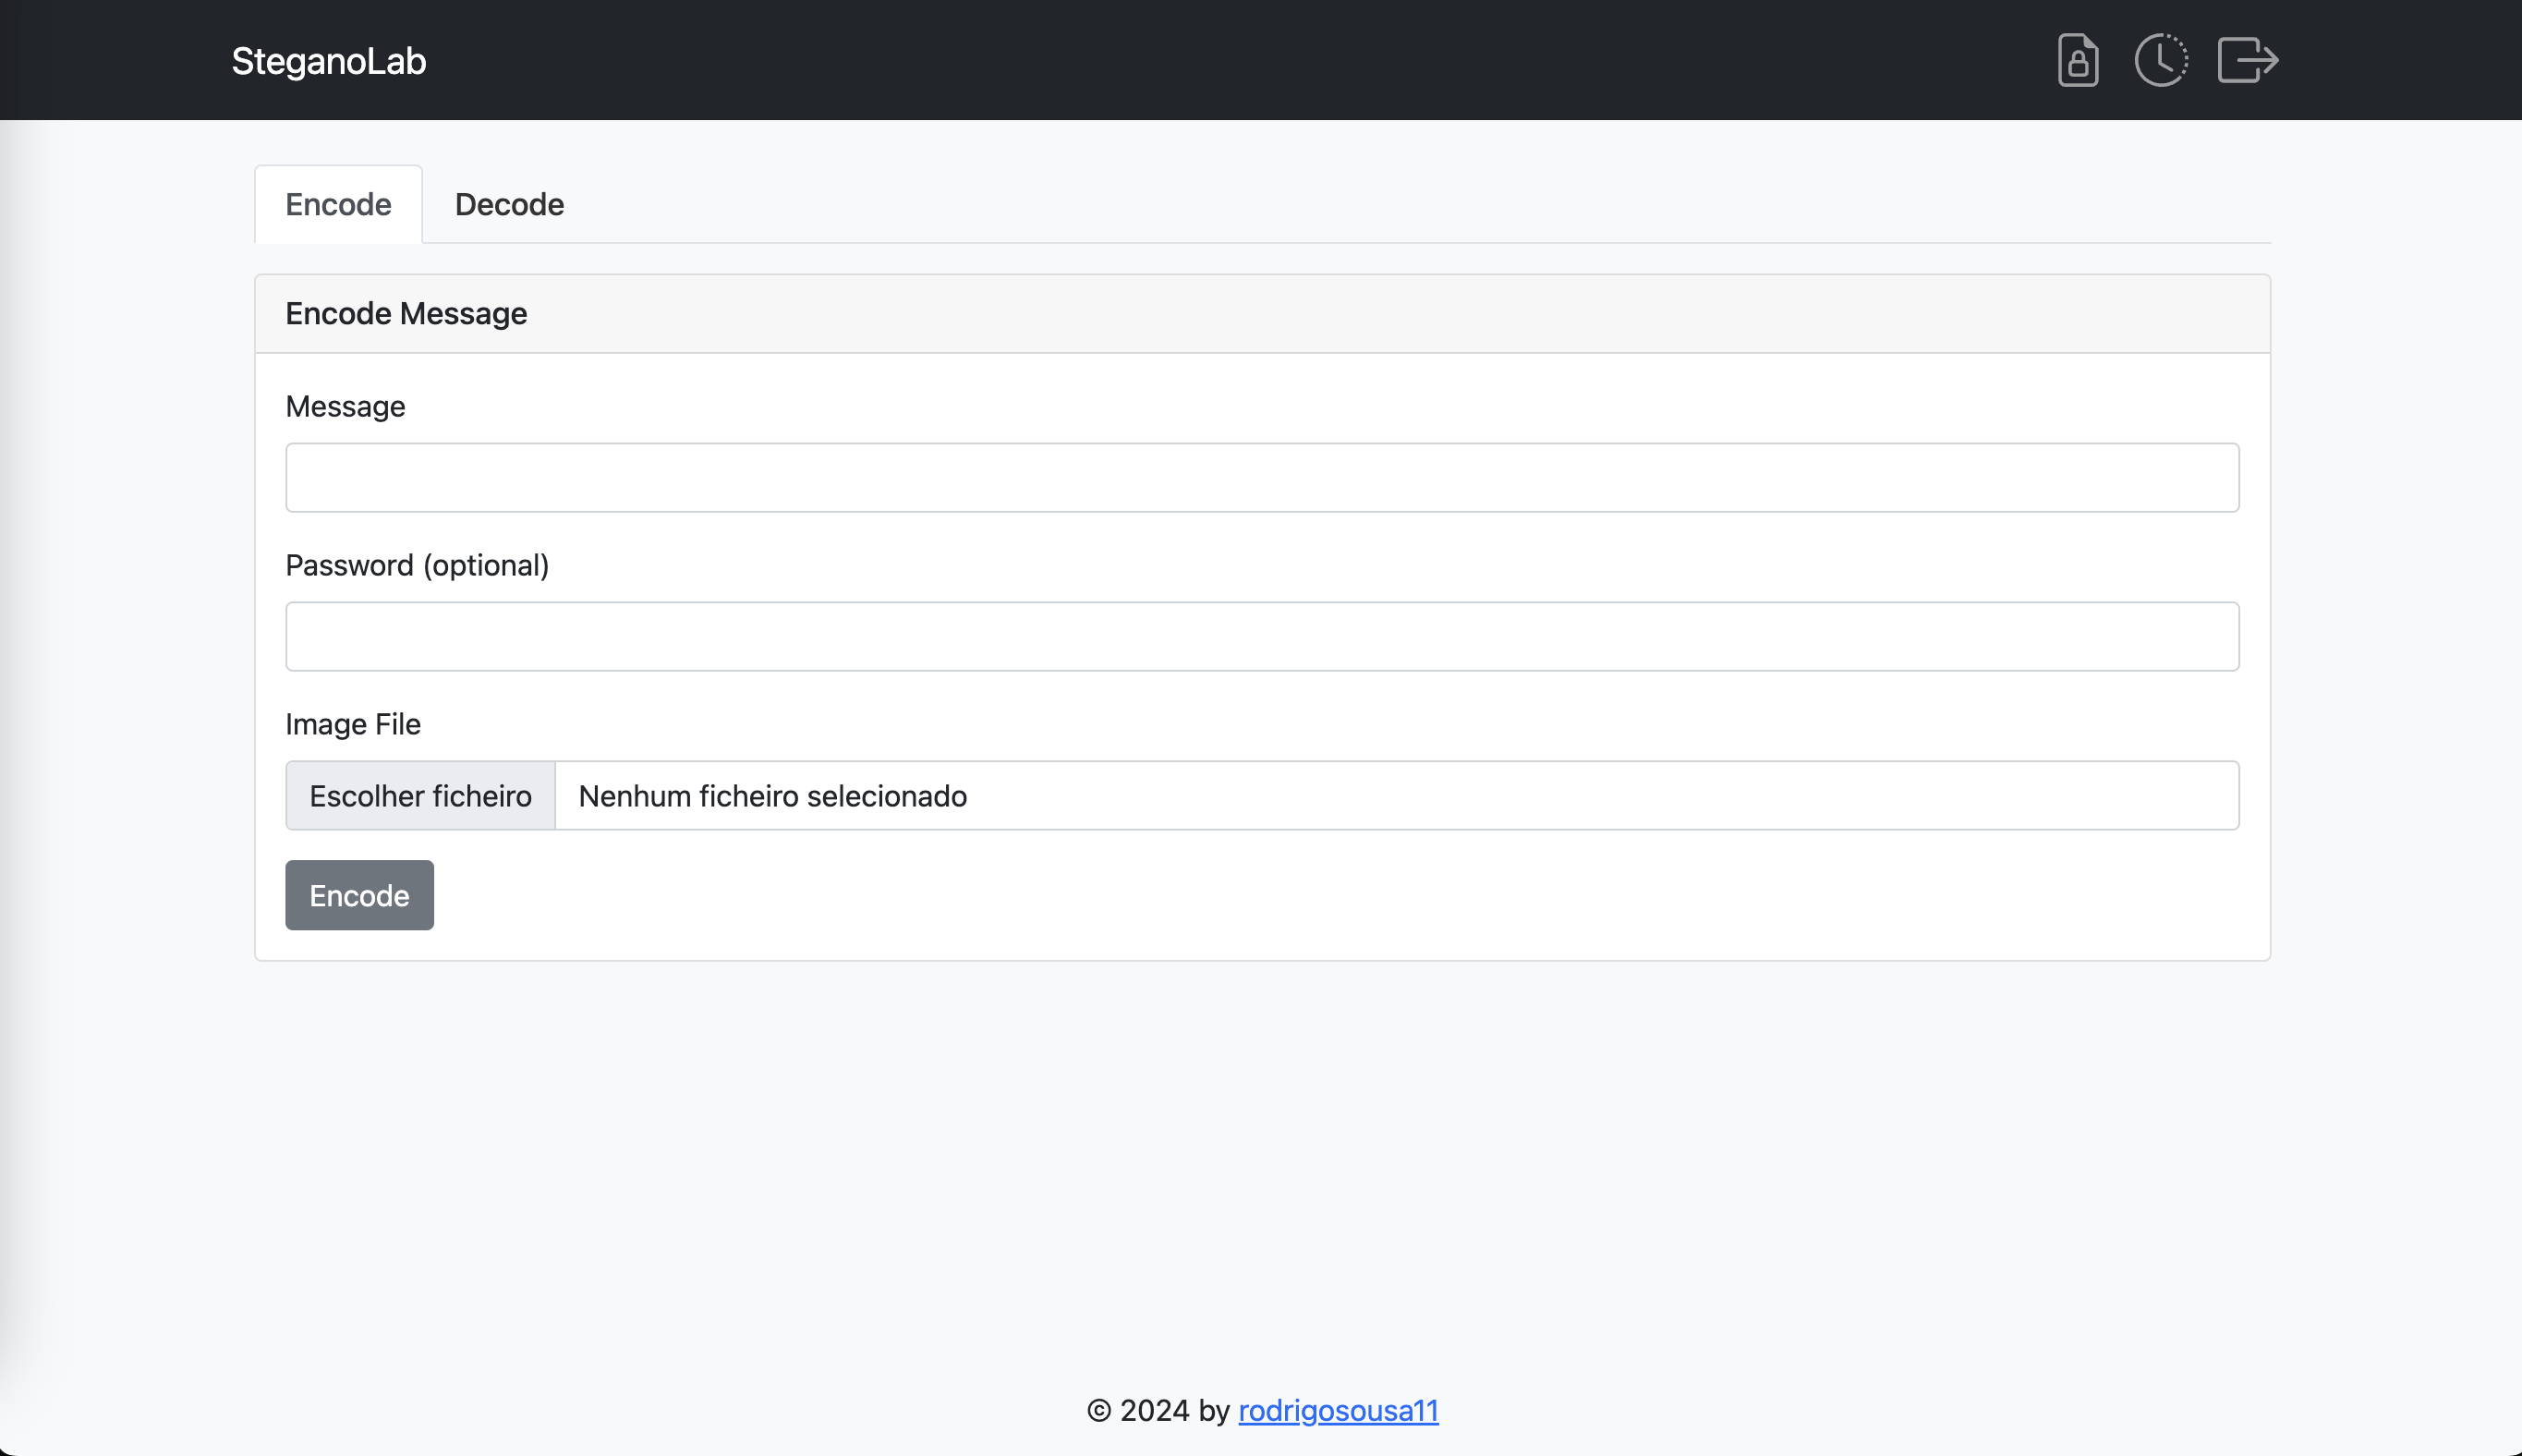 SteganoLab
Encode Decode
Encode Message
Message
Password (optional)
Image File
Escolher ficheiro Nenhum ficheiro selecionado
Encode
© 2024 by rodrigosousa11